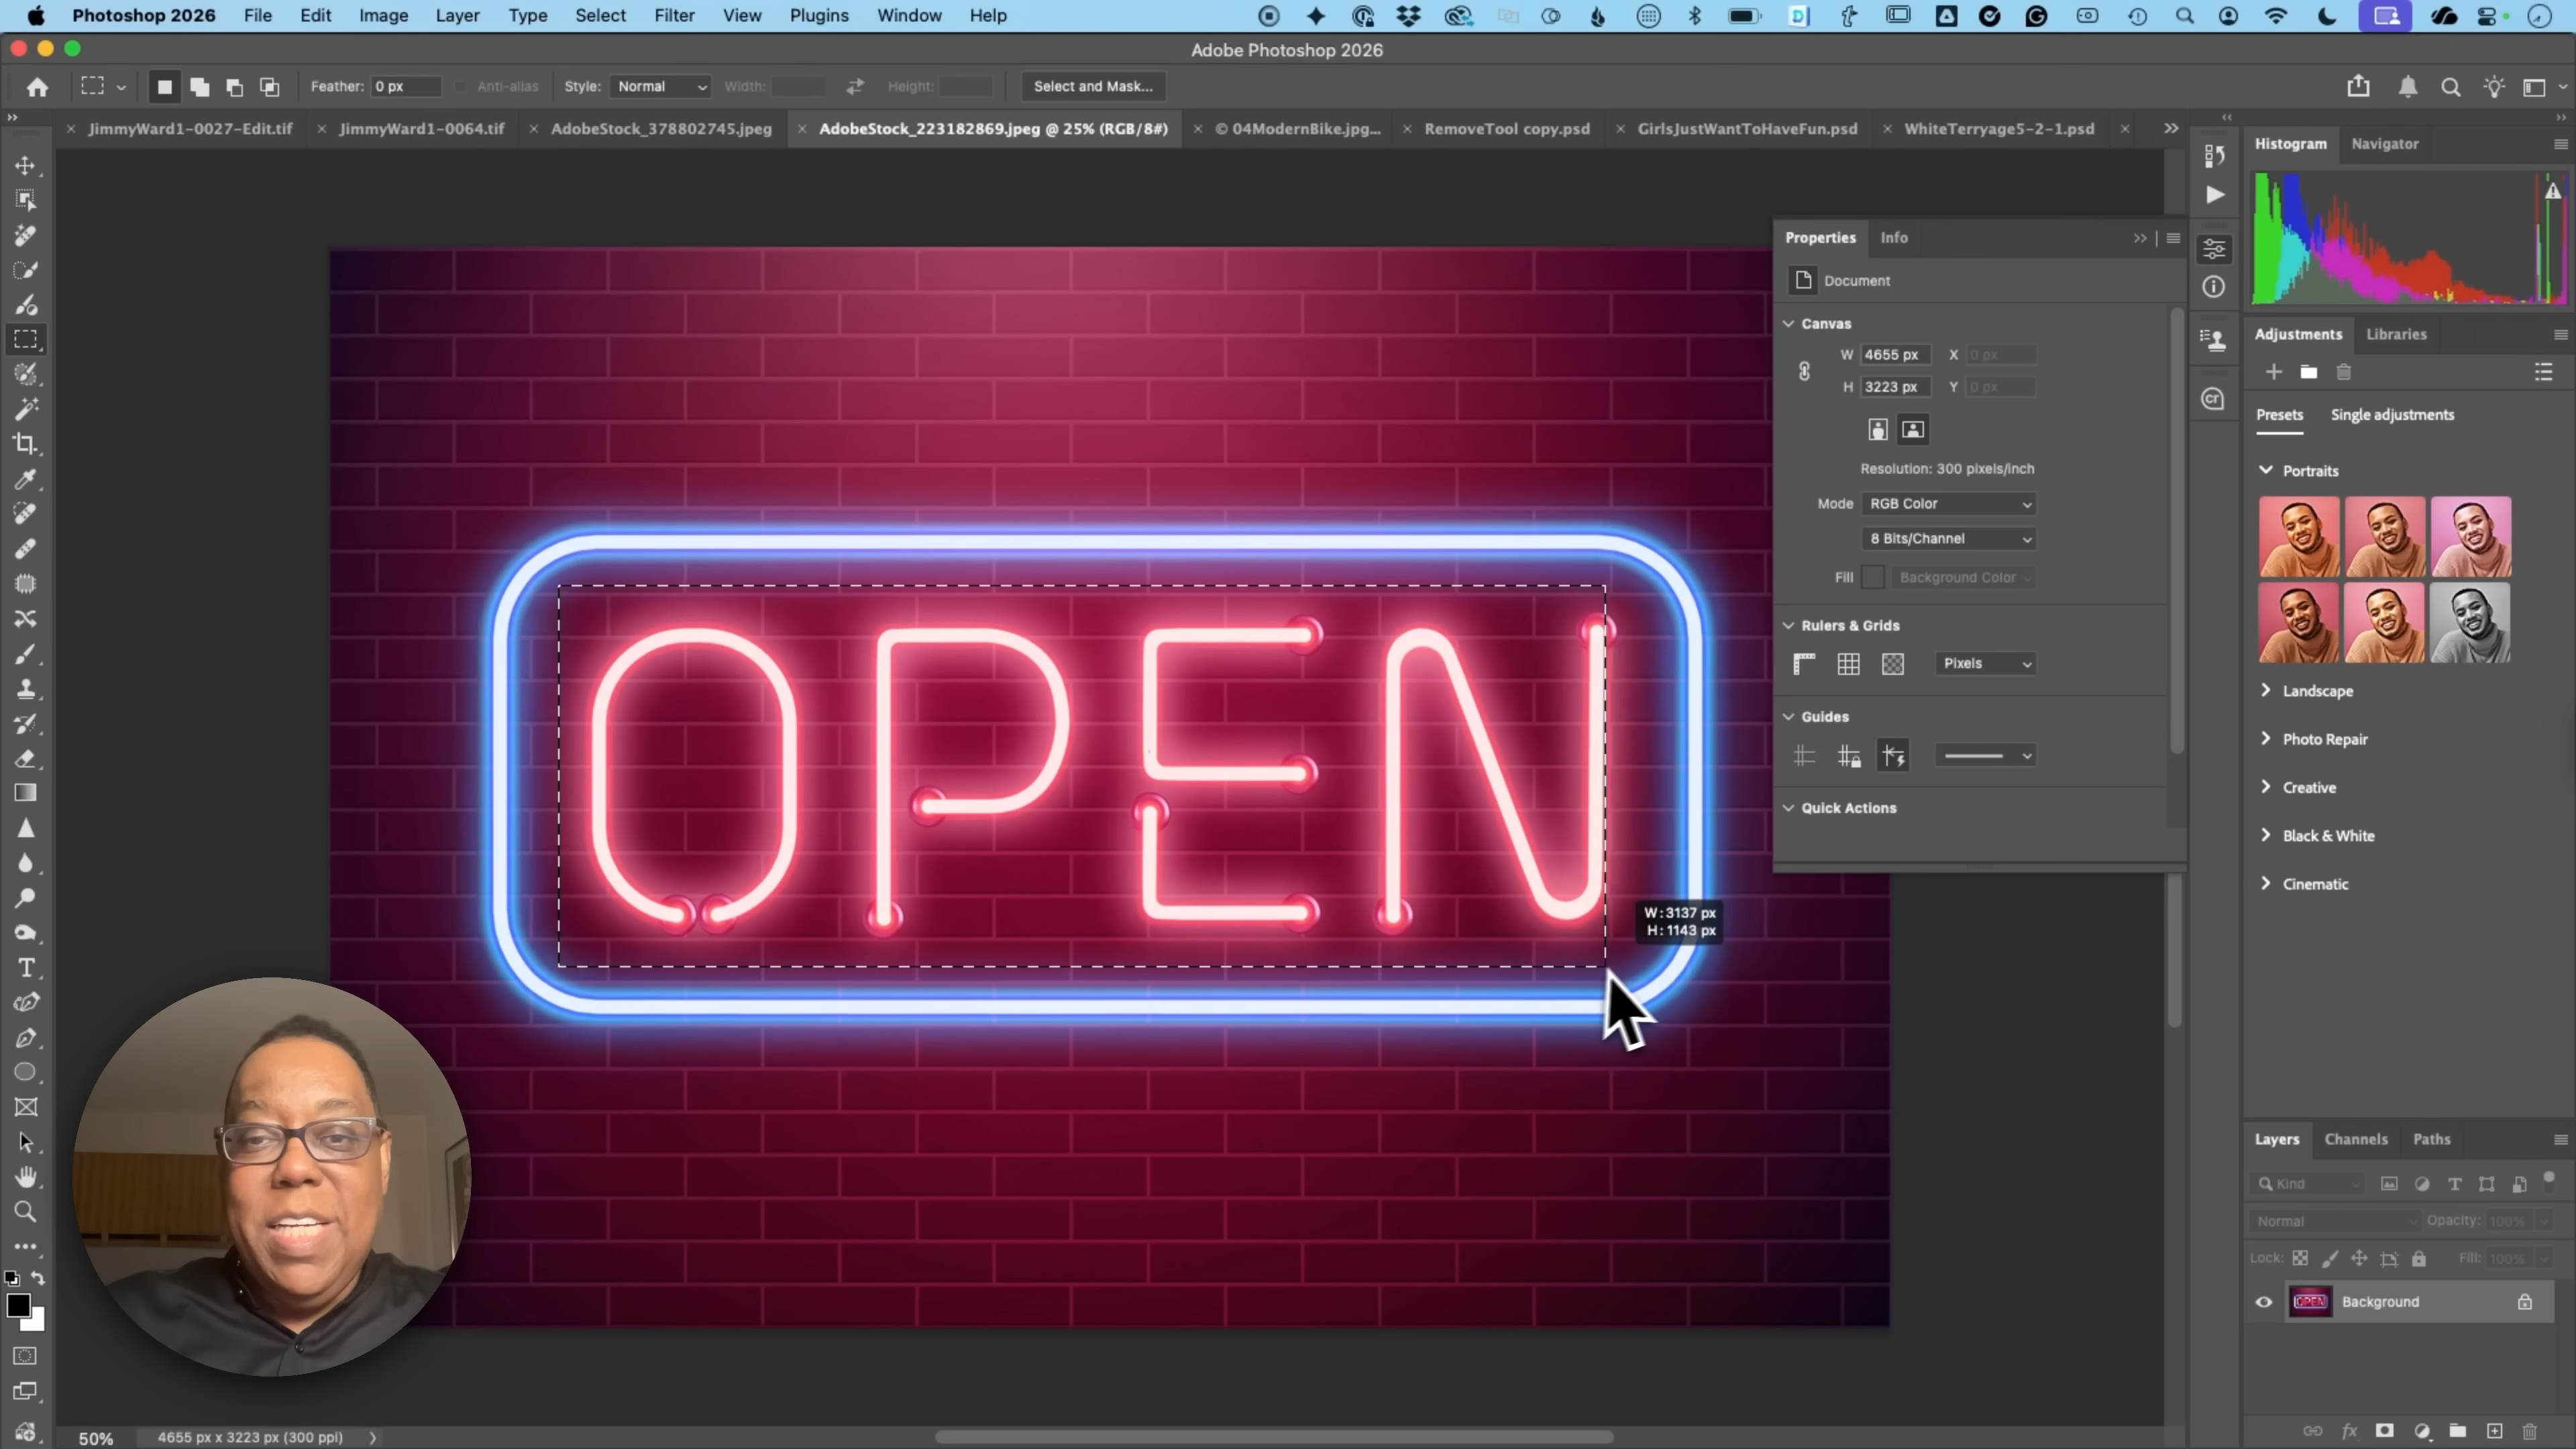 Photoshop 2026 File Edit Image Layer Type Select Filter View Plugins Window Help
Adobe Photoshop 2026
Feather: 0 px Anti-alias Style: Normal Width: Height: Select and Mask...
JimmyWard1-0027-Edit.tif JimmyWard1-0064.tif AdobeStock_378802745.jpeg AdobeStock_223182869.jpeg @ 25% (RGB/8#) © 04ModernBike.jpg... RemoveTool copy.psd GirlsJustWantToHaveFun.psd WhiteTerryage5-2-1.psd
Histogram Navigator
Properties Info
Document
Canvas
W 4655 px X 0 px
H 3223 px Y 0 px
Resolution: 300 pixels/inch
Mode RGB Color
8 Bits/Channel
Fill Background Color
Rulers & Grids
Pixels
Guides
Quick Actions
OPEN
W: 3137 px
H: 1143 px
Adjustments Libraries
Presets Single adjustments
Portraits
Landscape
Photo Repair
Creative
Black & White
Cinematic
Layers Channels Paths
Kind
Normal Opacity: 100%
Lock: Fill: 100%
OPEN Background
50% 4655 px x 3223 px (300 ppi)